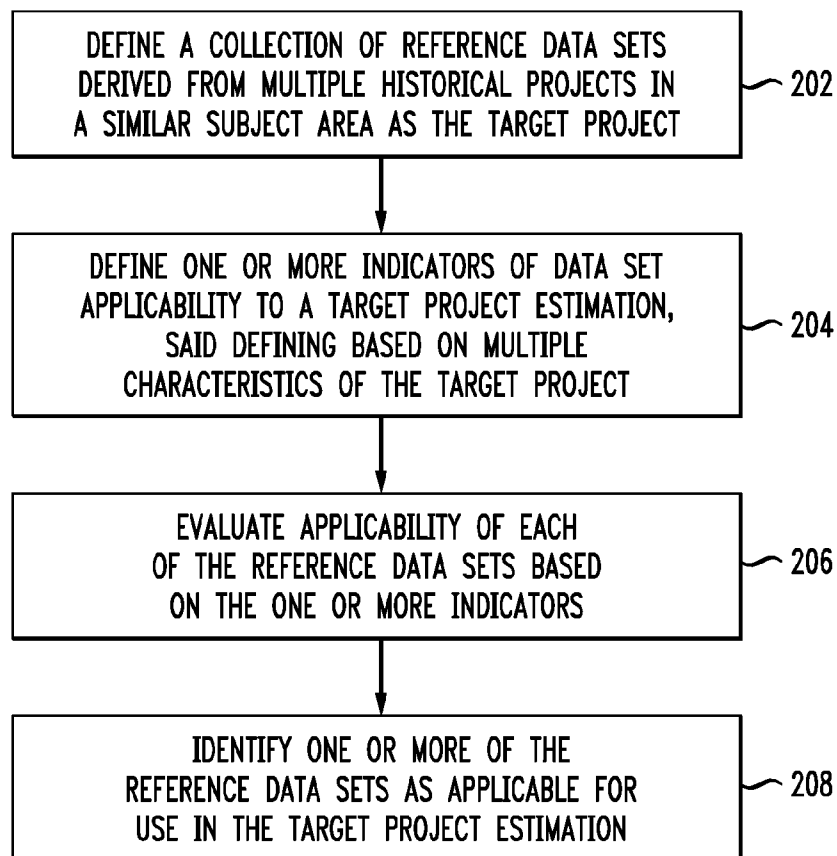 DEFINE A COLLECTION OF REFERENCE DATA SETS
DERIVED FROM MULTIPLE HISTORICAL PROJECTS IN
A SIMILAR SUBJECT AREA AS THE TARGET PROJECT
202
DEFINE ONE OR MORE INDICATORS OF DATA SET
APPLICABILITY TO A TARGET PROJECT ESTIMATION,
SAID DEFINING BASED ON MULTIPLE
CHARACTERISTICS OF THE TARGET PROJECT
204
EVALUATE APPLICABILITY OF EACH
OF THE REFERENCE DATA SETS BASED
ON THE ONE OR MORE INDICATORS
206
IDENTIFY ONE OR MORE OF THE
REFERENCE DATA SETS AS APPLICABLE FOR
USE IN THE TARGET PROJECT ESTIMATION
208